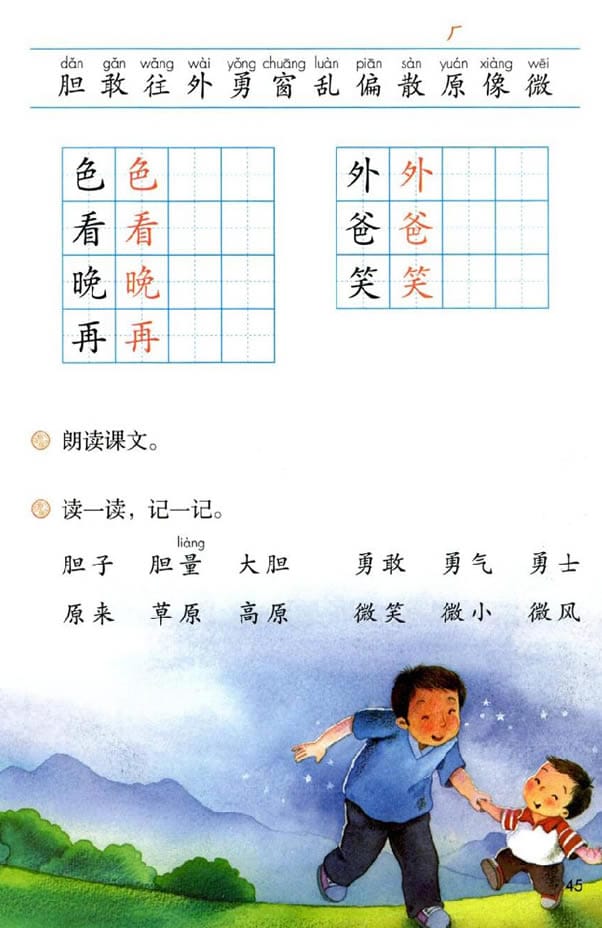 厂
dǎn gǎn wǎng wài yǒng chuāng luàn piān sàn yuán xiàng wēi
胆 敢 往 外 勇 窗 乱 偏 散 原 像 微
色 色 外 外
看 看 爸 爸
晚 晚 笑 笑
再 再
朗读课文。
读一读，记一记。
liàng
胆子 胆量 大胆 勇敢 勇气 勇士
原来 草原 高原 微笑 微小 微风
45